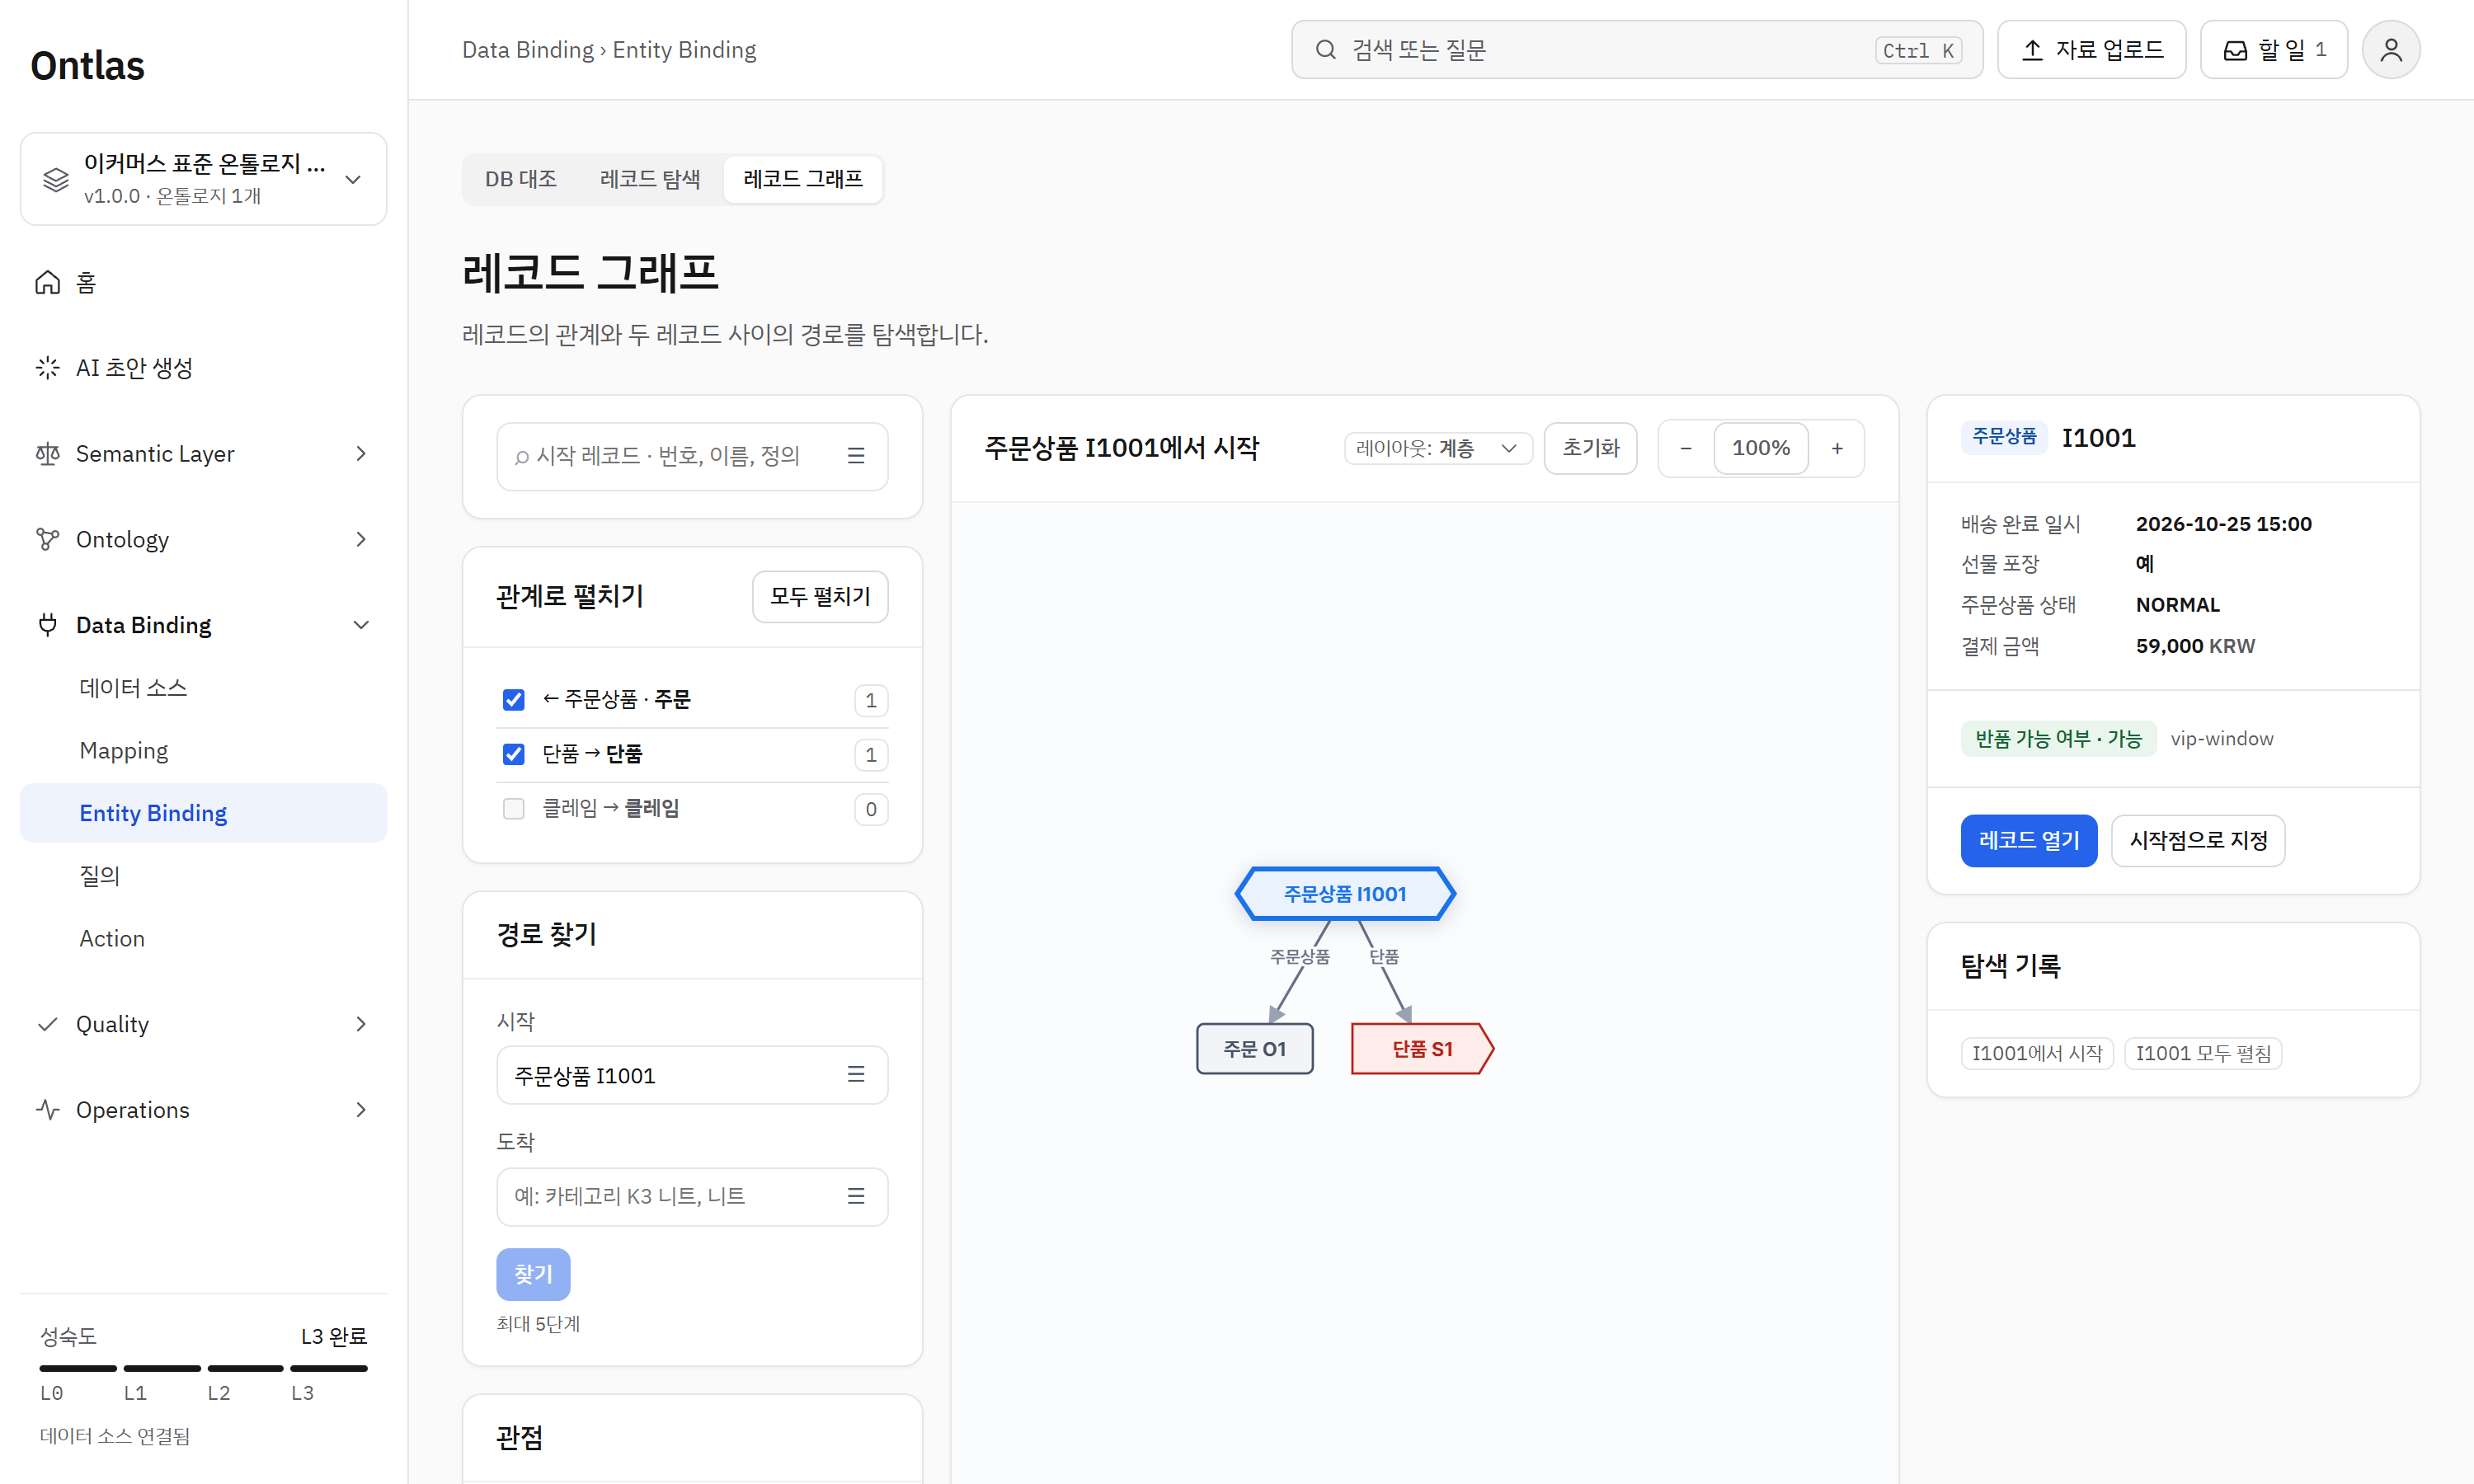 Ontlas
이커머스 표준 온톨로지 ...
v1.0.0 · 온톨로지 1개
홈
AI 초안 생성
Semantic Layer
Ontology
Data Binding
데이터 소스
Mapping
Entity Binding
질의
Action
Quality
Operations
성숙도
L3 완료
L0 L1 L2 L3
데이터 소스 연결됨
Data Binding › Entity Binding
검색 또는 질문
Ctrl K
자료 업로드
할 일 1
DB 대조
레코드 탐색
레코드 그래프
레코드 그래프
레코드의 관계와 두 레코드 사이의 경로를 탐색합니다.
시작 레코드 · 번호, 이름, 정의
관계로 펼치기
모두 펼치기
← 주문상품 · 주문 1
단품 → 단품 1
클레임 → 클레임 0
경로 찾기
시작
주문상품 I1001
도착
예: 카테고리 K3 니트, 니트
찾기
최대 5단계
관점
주문상품 I1001에서 시작
레이아웃: 계층
초기화
− 100% +
주문상품 I1001
주문상품
단품
주문 O1
단품 S1
주문상품 I1001
배송 완료 일시 2026-10-25 15:00
선물 포장 예
주문상품 상태 NORMAL
결제 금액 59,000 KRW
반품 가능 여부 · 가능 vip-window
레코드 열기
시작점으로 지정
탐색 기록
I1001에서 시작
I1001 모두 펼침